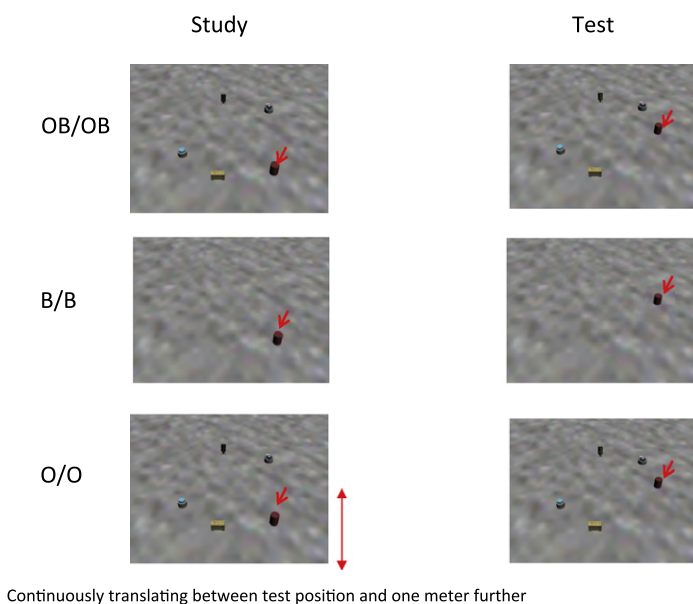 Study Test
OB/OB
B/B
O/O
Continuously translating between test position and one meter further